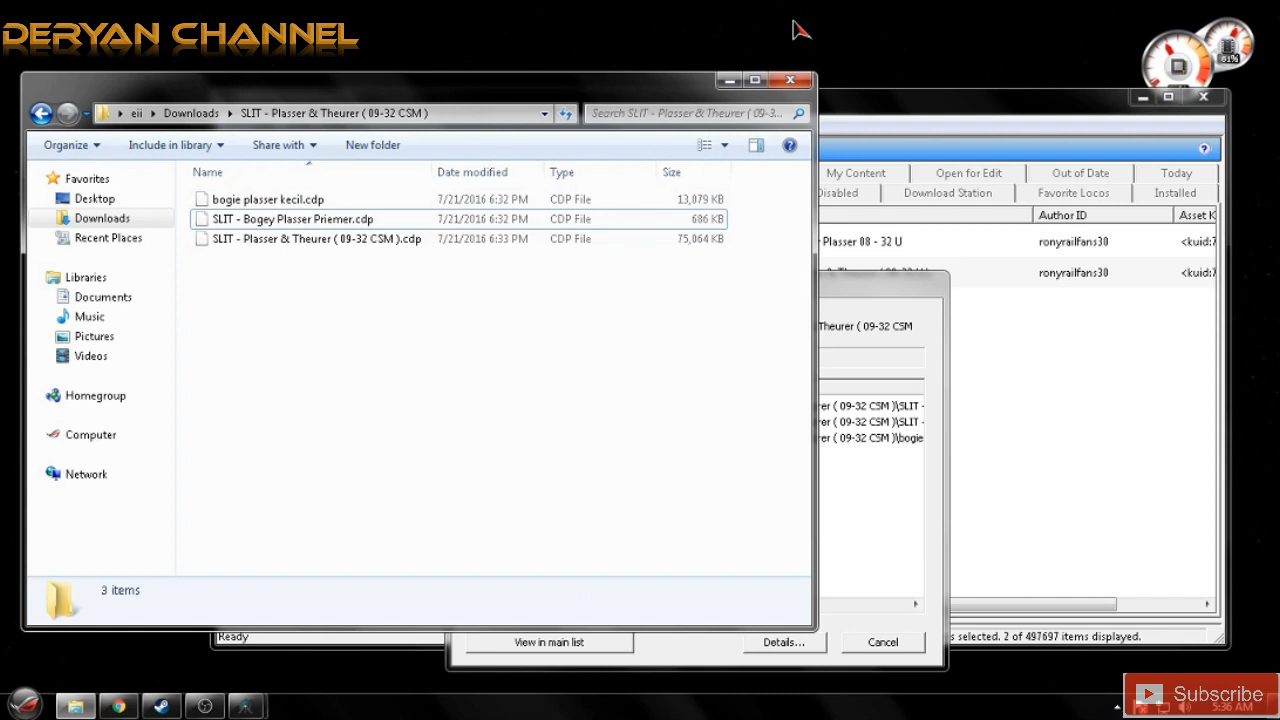 DERYAN CHANNEL
81%
eii Downloads SLIT - Plasser & Theurer ( 09-32 CSM )
Search SLIT - Plasser & Theurer ( 09-3...
Organize Include in library Share with New folder
Favorites
Desktop
Downloads
Recent Places
Libraries
Documents
Music
Pictures
Videos
Homegroup
Computer
Network
Name Date modified Type Size
bogie plasser kecil.cdp 7/21/2016 6:32 PM CDP File 13,079 KB
SLIT - Bogey Plasser Priemer.cdp 7/21/2016 6:32 PM CDP File 686 KB
SLIT - Plasser & Theurer ( 09-32 CSM ).cdp 7/21/2016 6:33 PM CDP File 75,064 KB
3 items
My Content Open for Edit Out of Date Today
Disabled Download Station Favorite Locos Installed
Author ID Asset K
Plasser 08 - 32 U ronyrailfans30 <kuid:7
ronyrailfans30 <kuid:7
Theurer ( 09-32 CSM
rer ( 09-32 CSM )\SLIT -
rer ( 09-32 CSM )\SLIT -
rer ( 09-32 CSM )\bogie
Ready
View in main list Details... Cancel
s selected. 2 of 497697 items displayed.
Subscribe
5:36 AM